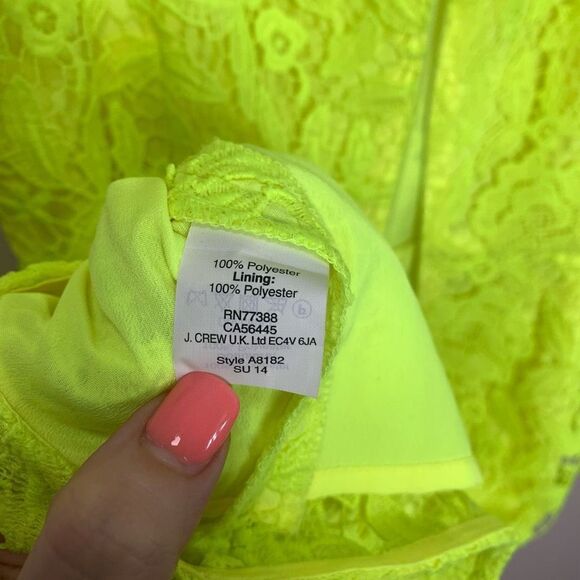 100% Polyester
Lining:
100% Polyester
RN77388
CA56445
J. CREW U.K. Ltd EC4V 6JA
Style A8182
SU 14